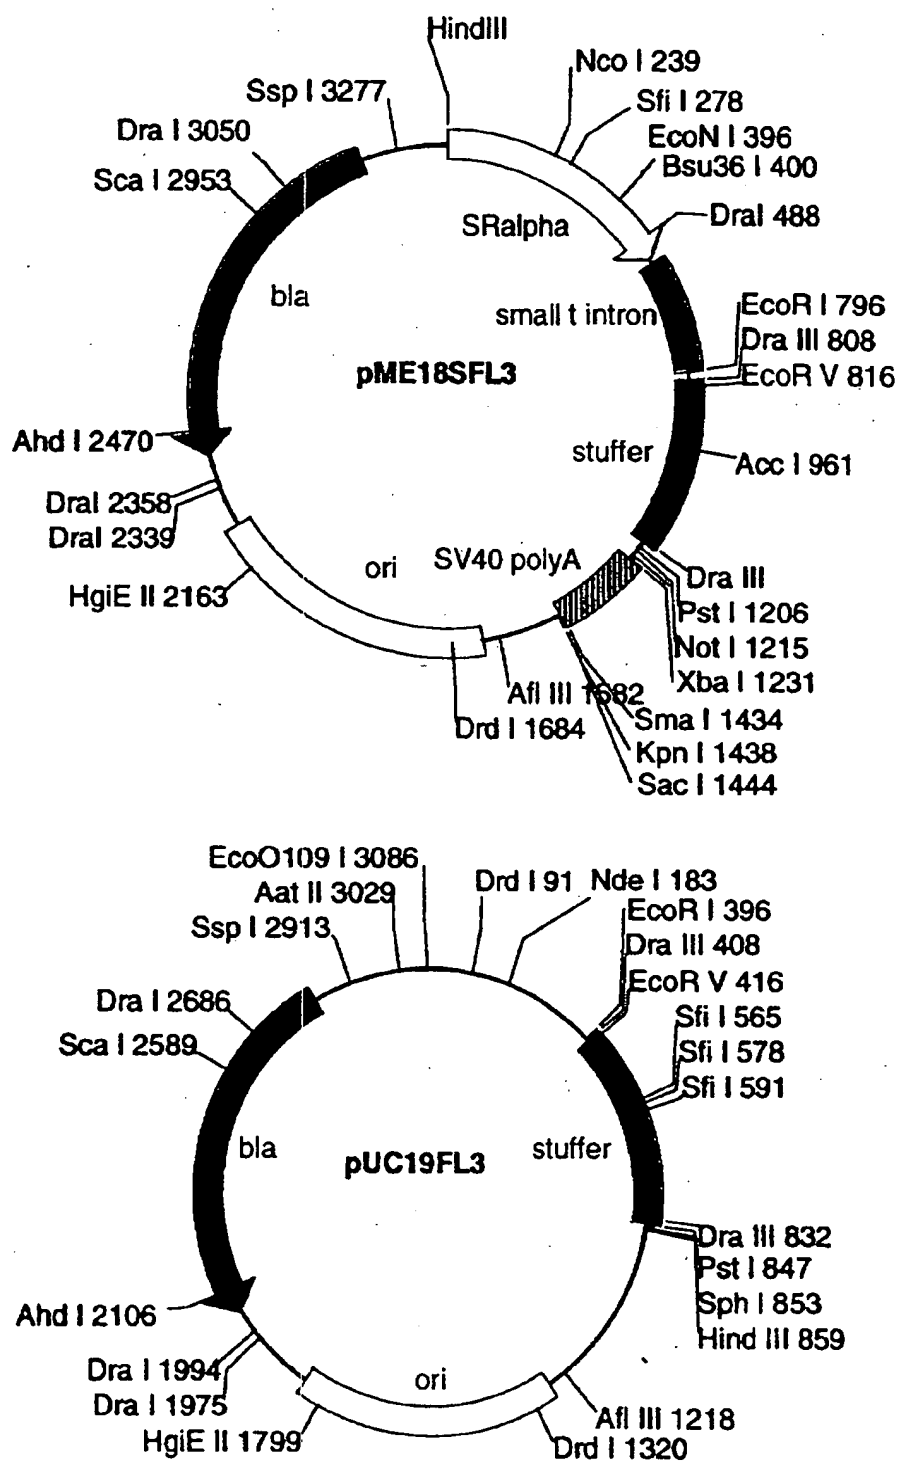 HindIII
Nco I 239
Ssp I 3277
Sfi I 278
Dra I 3050
EcoN I 396
Bsu36 I 400
Sca I 2953
DraI 488
SRalpha
bla
small t intron
EcoR I 796
Dra III 808
pME18SFL3
EcoR V 816
Ahd I 2470
stuffer
Acc I 961
DraI 2358
DraI 2339
ori
SV40 polyA
HgiE II 2163
Dra III
Pst I 1206
Not I 1215
Xba I 1231
Afl III 1682
Sma I 1434
Drd I 1684
Kpn I 1438
Sac I 1444
EcoO109 I 3086
Aat II 3029
Drd I 91
Nde I 183
Ssp I 2913
EcoR I 396
Dra III 408
EcoR V 416
Dra I 2686
Sfi I 565
Sca I 2589
Sfi I 578
Sfi I 591
bla
pUC19FL3
stuffer
Dra III 832
Pst I 847
Ahd I 2106
Sph I 853
Hind III 859
Dra I 1994
Dra I 1975
ori
HgiE II 1799
Afl III 1218
Drd I 1320